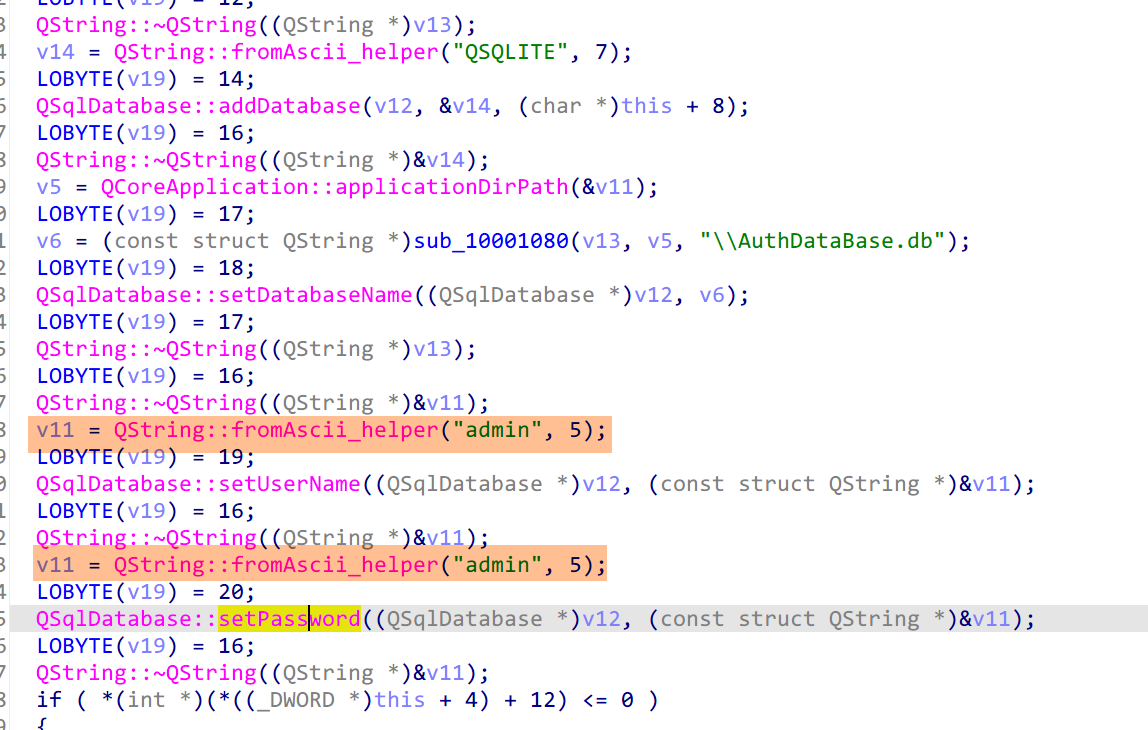 LOBYTE(v19) = 12;
3 QString::~QString((QString *)v13);
4 v14 = QString::fromAscii_helper("QSQLITE", 7);
5 LOBYTE(v19) = 14;
6 QSqlDatabase::addDatabase(v12, &v14, (char *)this + 8);
7 LOBYTE(v19) = 16;
8 QString::~QString((QString *)&v14);
9 v5 = QCoreApplication::applicationDirPath(&v11);
0 LOBYTE(v19) = 17;
1 v6 = (const struct QString *)sub_10001080(v13, v5, "\\AuthDataBase.db");
2 LOBYTE(v19) = 18;
3 QSqlDatabase::setDatabaseName((QSqlDatabase *)v12, v6);
4 LOBYTE(v19) = 17;
5 QString::~QString((QString *)v13);
6 LOBYTE(v19) = 16;
7 QString::~QString((QString *)&v11);
8 v11 = QString::fromAscii_helper("admin", 5);
9 LOBYTE(v19) = 19;
0 QSqlDatabase::setUserName((QSqlDatabase *)v12, (const struct QString *)&v11);
1 LOBYTE(v19) = 16;
2 QString::~QString((QString *)&v11);
3 v11 = QString::fromAscii_helper("admin", 5);
4 LOBYTE(v19) = 20;
5 QSqlDatabase::setPassword((QSqlDatabase *)v12, (const struct QString *)&v11);
6 LOBYTE(v19) = 16;
7 QString::~QString((QString *)&v11);
8 if ( *(int *)(*((_DWORD *)this + 4) + 12) <= 0 )
9 {